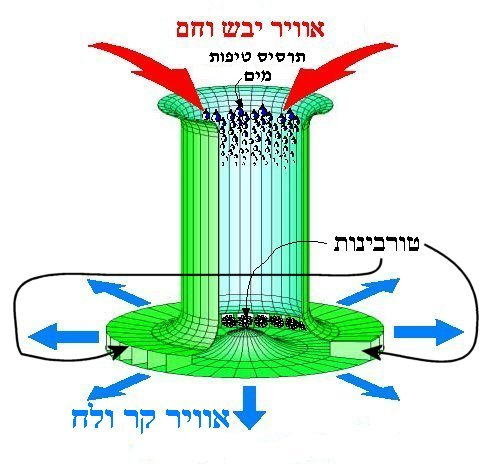 אוויר יבש וחם
תרסיס טיפות
מים
טורבינות
אוויר קר ולח